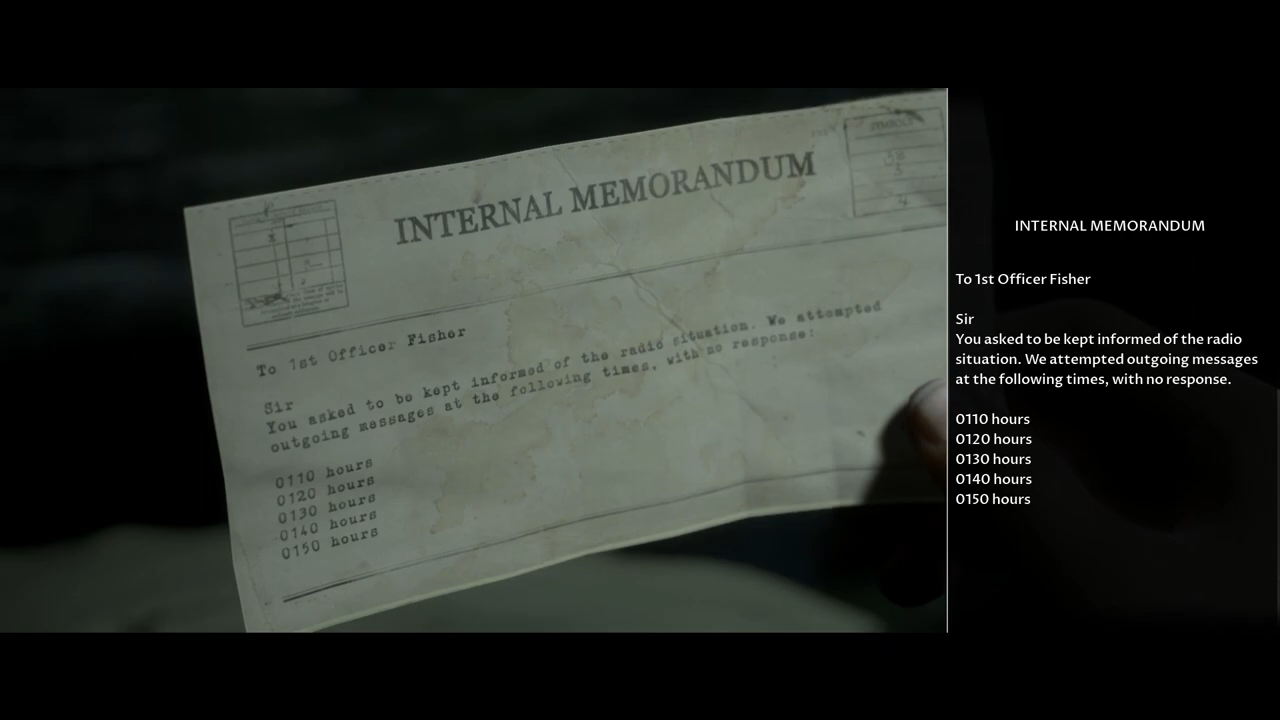 INTERNAL MEMORANDUM
To 1st Officer Fisher
Sir
You asked to be kept informed of the radio situation. We attempted
outgoing messages at the following times, with no response:
0110 hours
0120 hours
0130 hours
0140 hours
0150 hours
INTERNAL MEMORANDUM
To 1st Officer Fisher
Sir
You asked to be kept informed of the radio
situation. We attempted outgoing messages
at the following times, with no response.
0110 hours
0120 hours
0130 hours
0140 hours
0150 hours